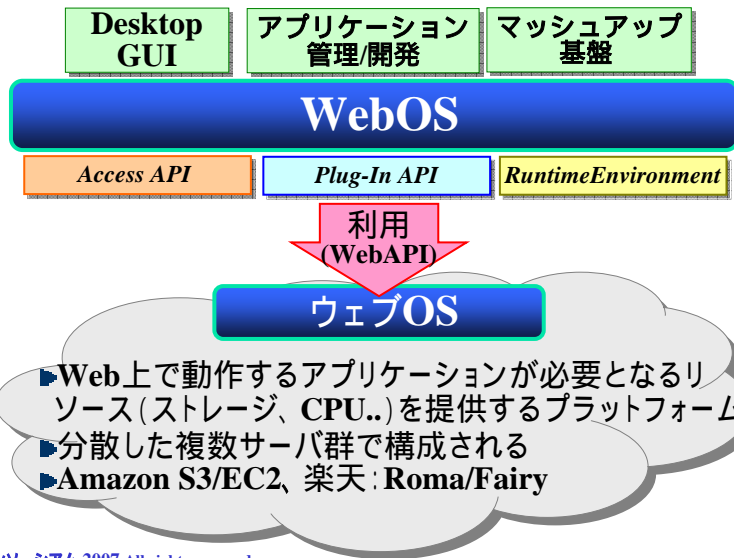 Desktop
GUI
アプリケーション
管理/開発
マッシュアップ
基盤
WebOS
Access API
Plug-In API
RuntimeEnvironment
利用
(WebAPI)
ウェブOS
Web上で動作するアプリケーションが必要となるリ
ソース(ストレージ、CPU..)を提供するプラットフォーム
分散した複数サーバ群で構成される
Amazon S3/EC2、楽天:Roma/Fairy
2007